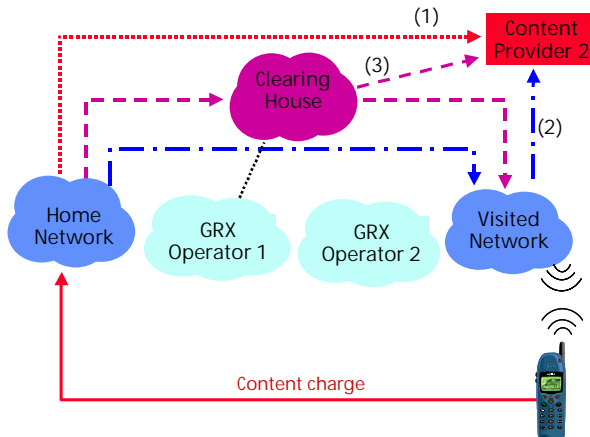 (1)
Content
Provider 2
(3)
Clearing
House
(2)
Home
Network
GRX
Operator 1
GRX
Operator 2
Visited
Network
Content charge